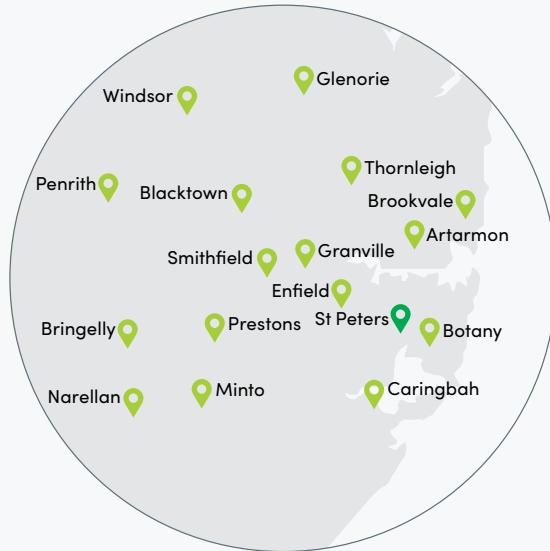 Glenorie
Windsor
Thornleigh
Penrith
Blacktown
Brookvale
Artarmon
Granville
Smithfield
Enfield
St Peters
Prestons
Bringelly
Botany
Minto
Caringbah
Narellan